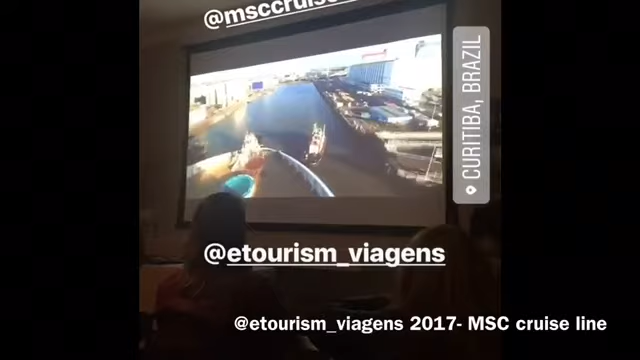 @msccruise
CURITIBA, BRAZIL
@etourism_viagens
@etourism_viagens 2017- MSC cruise line